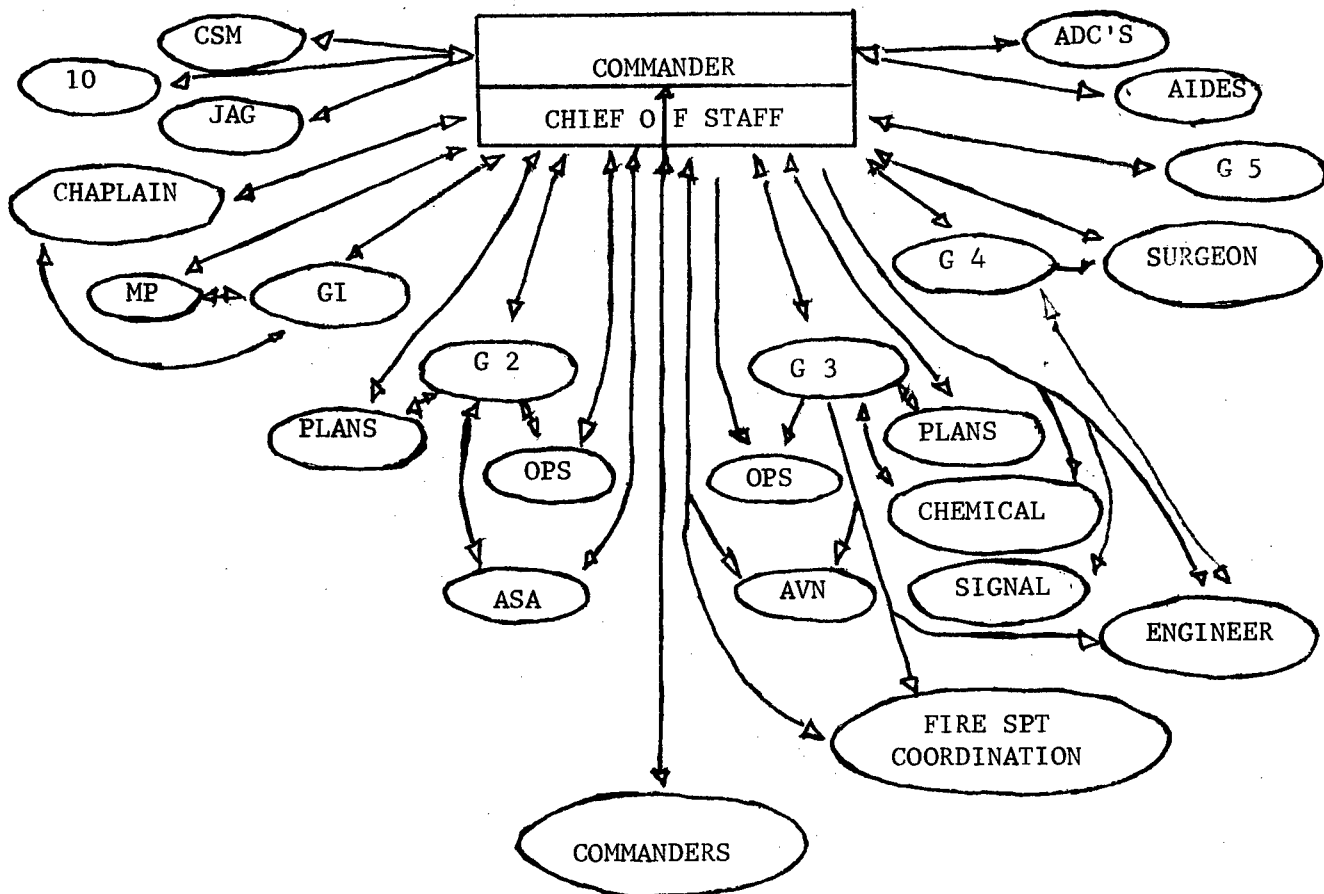 CSM
COMMANDER
ADC'S
10
AIDES
JAG
CHIEF O F STAFF
G 5
CHAPLAIN
G 4
SURGEON
MP
GI
G 2
G 3
PLANS
PLANS
OPS
OPS
CHEMICAL
ASA
AVN
SIGNAL
ENGINEER
FIRE SPT
COORDINATION
COMMANDERS